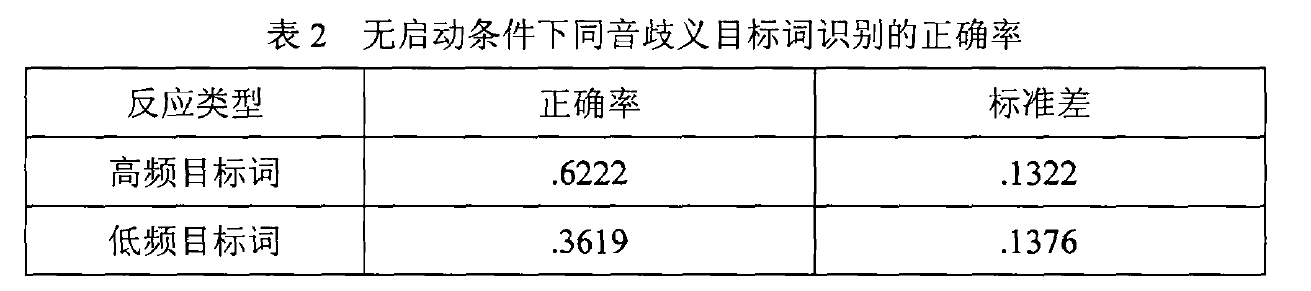 表 2 无启动条件下同音歧义目标词识别的正确率
反应类型 正确率 标准差
高频目标词 .6222 .1322
低频目标词 .3619 .1376